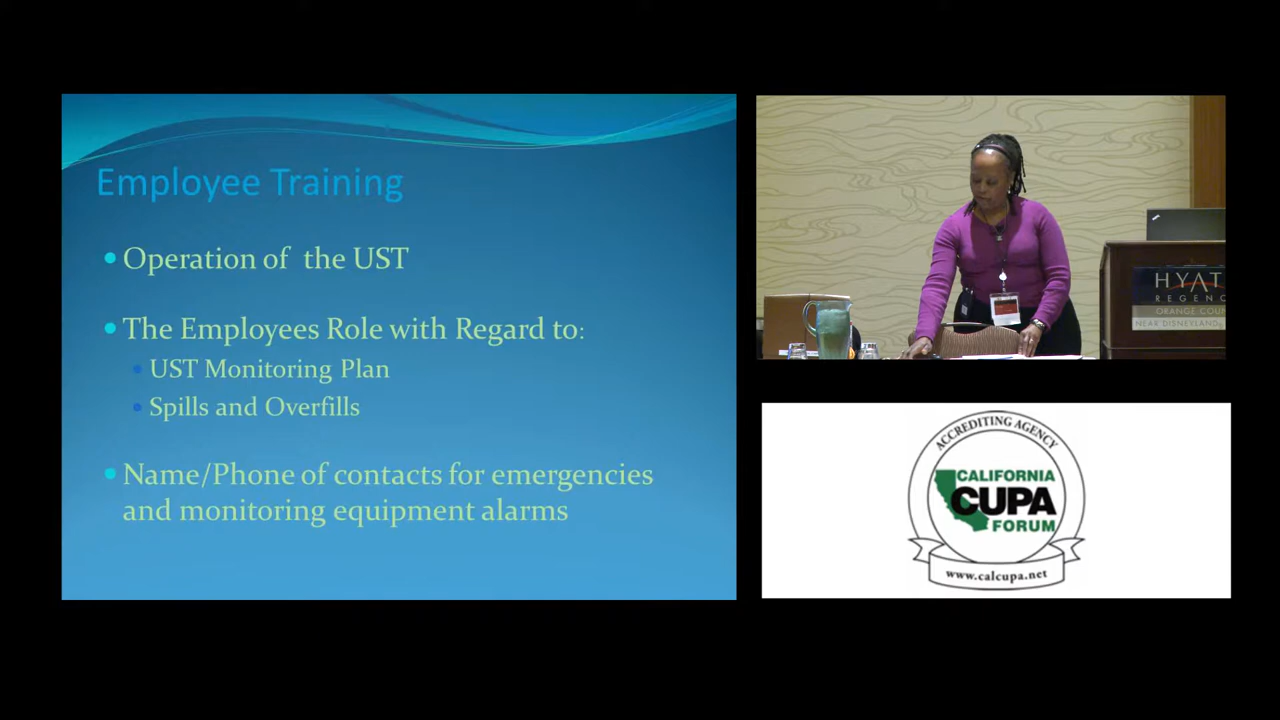 Employee Training
Operation of the UST
The Employees Role with Regard to:
UST Monitoring Plan
Spills and Overfills
Name/Phone of contacts for emergencies
and monitoring equipment alarms
HYAT
REGENC
ORANGE COUN
NEAR DISNEYLAND
ACCREDITING AGENCY
CALIFORNIA
CUPA
FORUM
www.calcupa.net